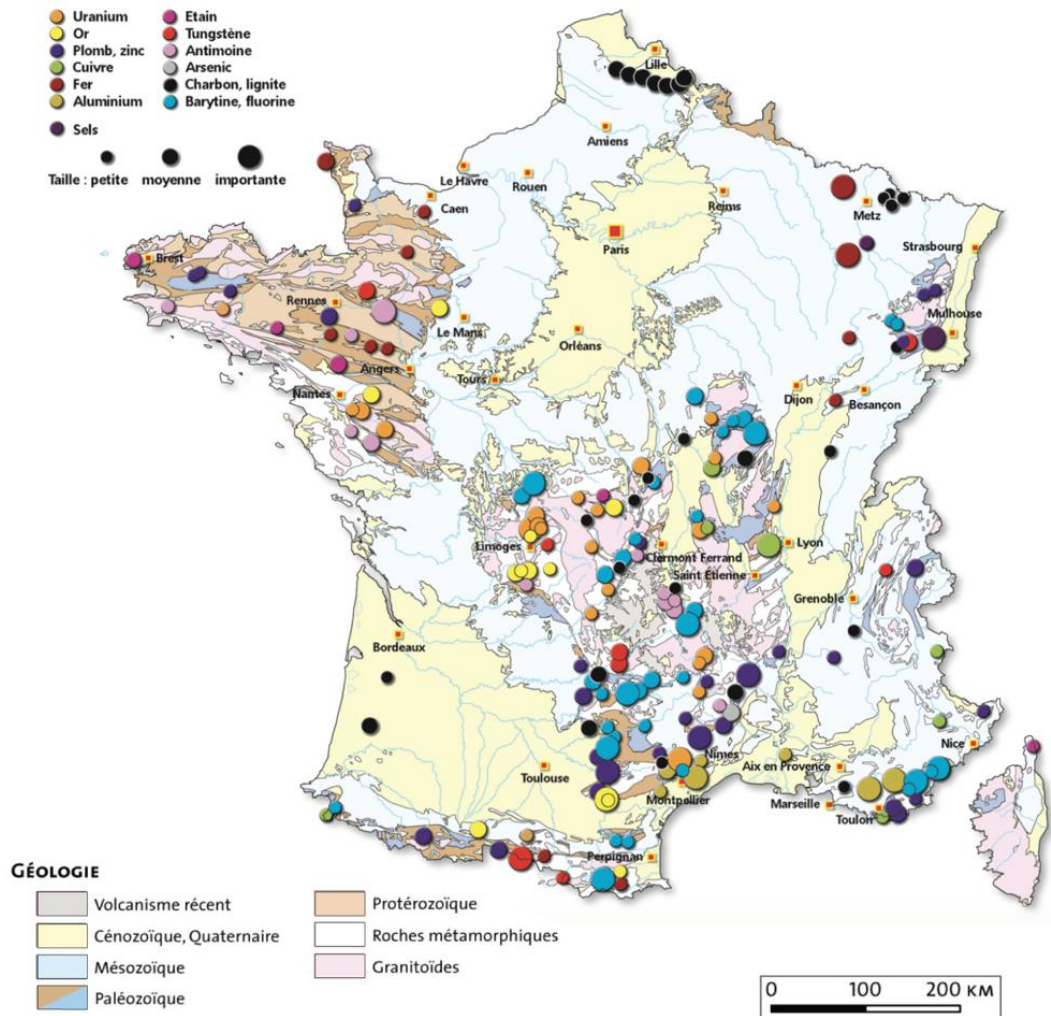 Uranium
Or
Plomb, zinc
Cuivre
Fer
Aluminium
Sels
Etain
Tungstène
Antimoine
Arsenic
Charbon, lignite
Barytine, fluorine
Taille : petite moyenne importante
Lille
Amiens
Le Havre
Rouen
Caen
Reims
Metz
Paris
Strasbourg
Brest
Rennes
Le Mans
Orléans
Mulhouse
Angers
Tours
Nantes
Dijon
Besançon
Limoges
Clermont Ferrand
Lyon
Saint Étienne
Grenoble
Bordeaux
Nîmes
Nice
Toulouse
Aix en Provence
Montpellier
Marseille
Toulon
Perpignan
GÉOLOGIE
Volcanisme récent
Cénozoïque, Quaternaire
Mésozoïque
Paléozoïque
Protérozoïque
Roches métamorphiques
Granitoïdes
0 100 200 KM